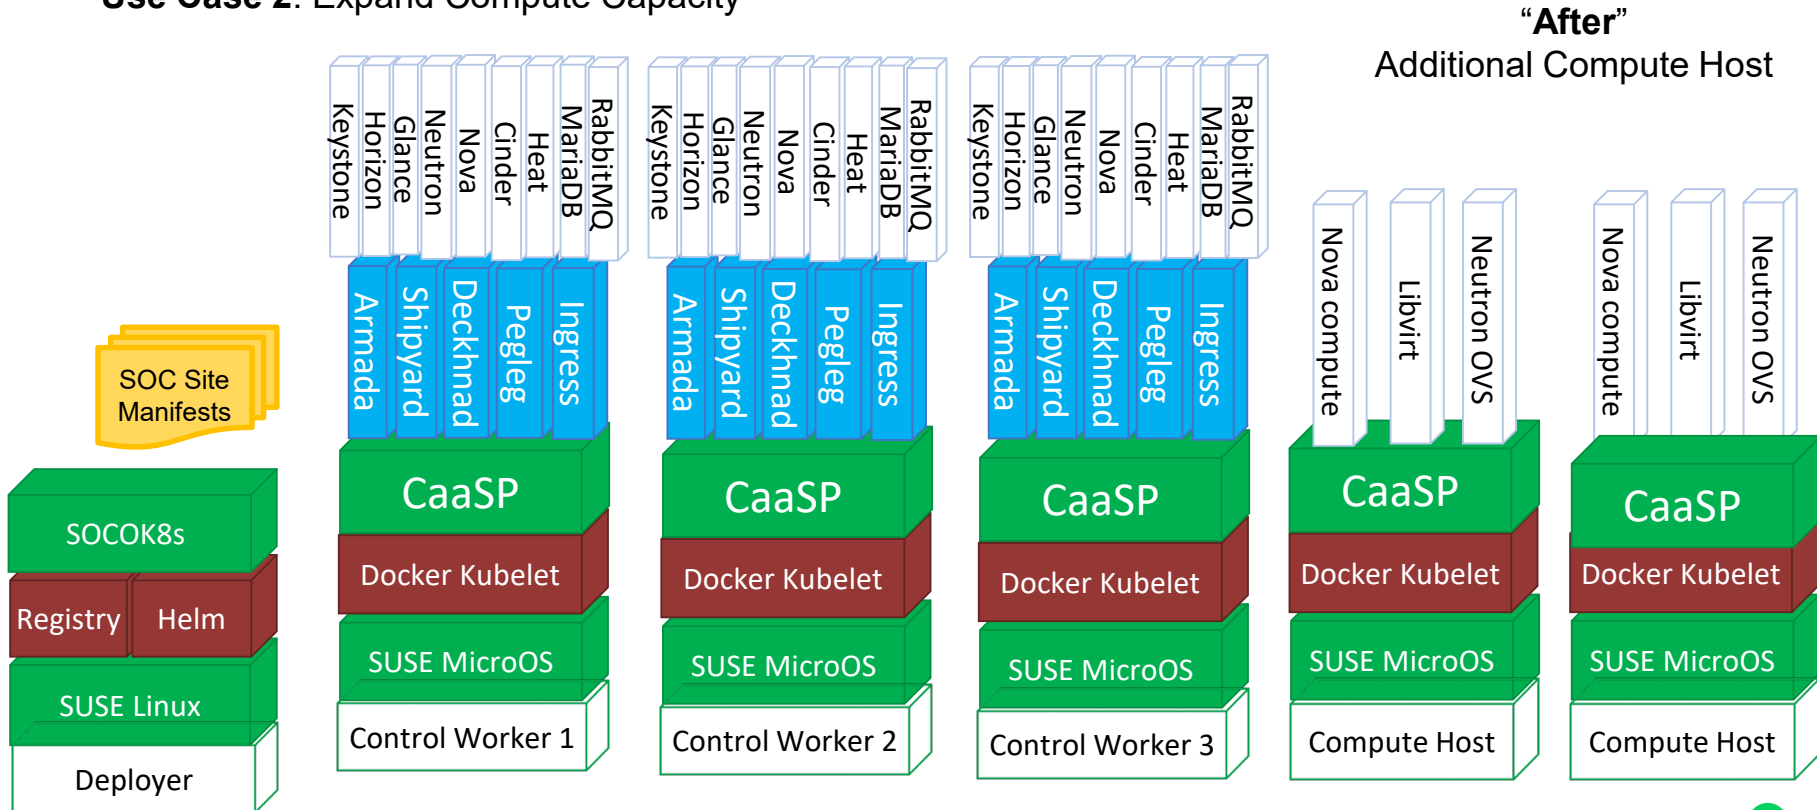 Use Case 2: Expand Compute Capacity
“After”
Additional Compute Host
Keystone
Horizon
Glance
Neutron
Nova
Cinder
Heat
MariaDB
RabbitMQ
Armada
Shipyard
Deckhnad
Pegleg
Ingress
CaaSP
Docker Kubelet
SUSE MicroOS
Control Worker 1
Keystone
Horizon
Glance
Neutron
Nova
Cinder
Heat
MariaDB
RabbitMQ
Armada
Shipyard
Deckhnad
Pegleg
Ingress
CaaSP
Docker Kubelet
SUSE MicroOS
Control Worker 2
Keystone
Horizon
Glance
Neutron
Nova
Cinder
Heat
MariaDB
RabbitMQ
Armada
Shipyard
Deckhnad
Pegleg
Ingress
CaaSP
Docker Kubelet
SUSE MicroOS
Control Worker 3
Nova compute
Libvirt
Neutron OVS
CaaSP
Docker Kubelet
SUSE MicroOS
Compute Host
Nova compute
Libvirt
Neutron OVS
CaaSP
Docker Kubelet
SUSE MicroOS
Compute Host
SOC Site
Manifests
SOCOK8s
Registry
Helm
SUSE Linux
Deployer